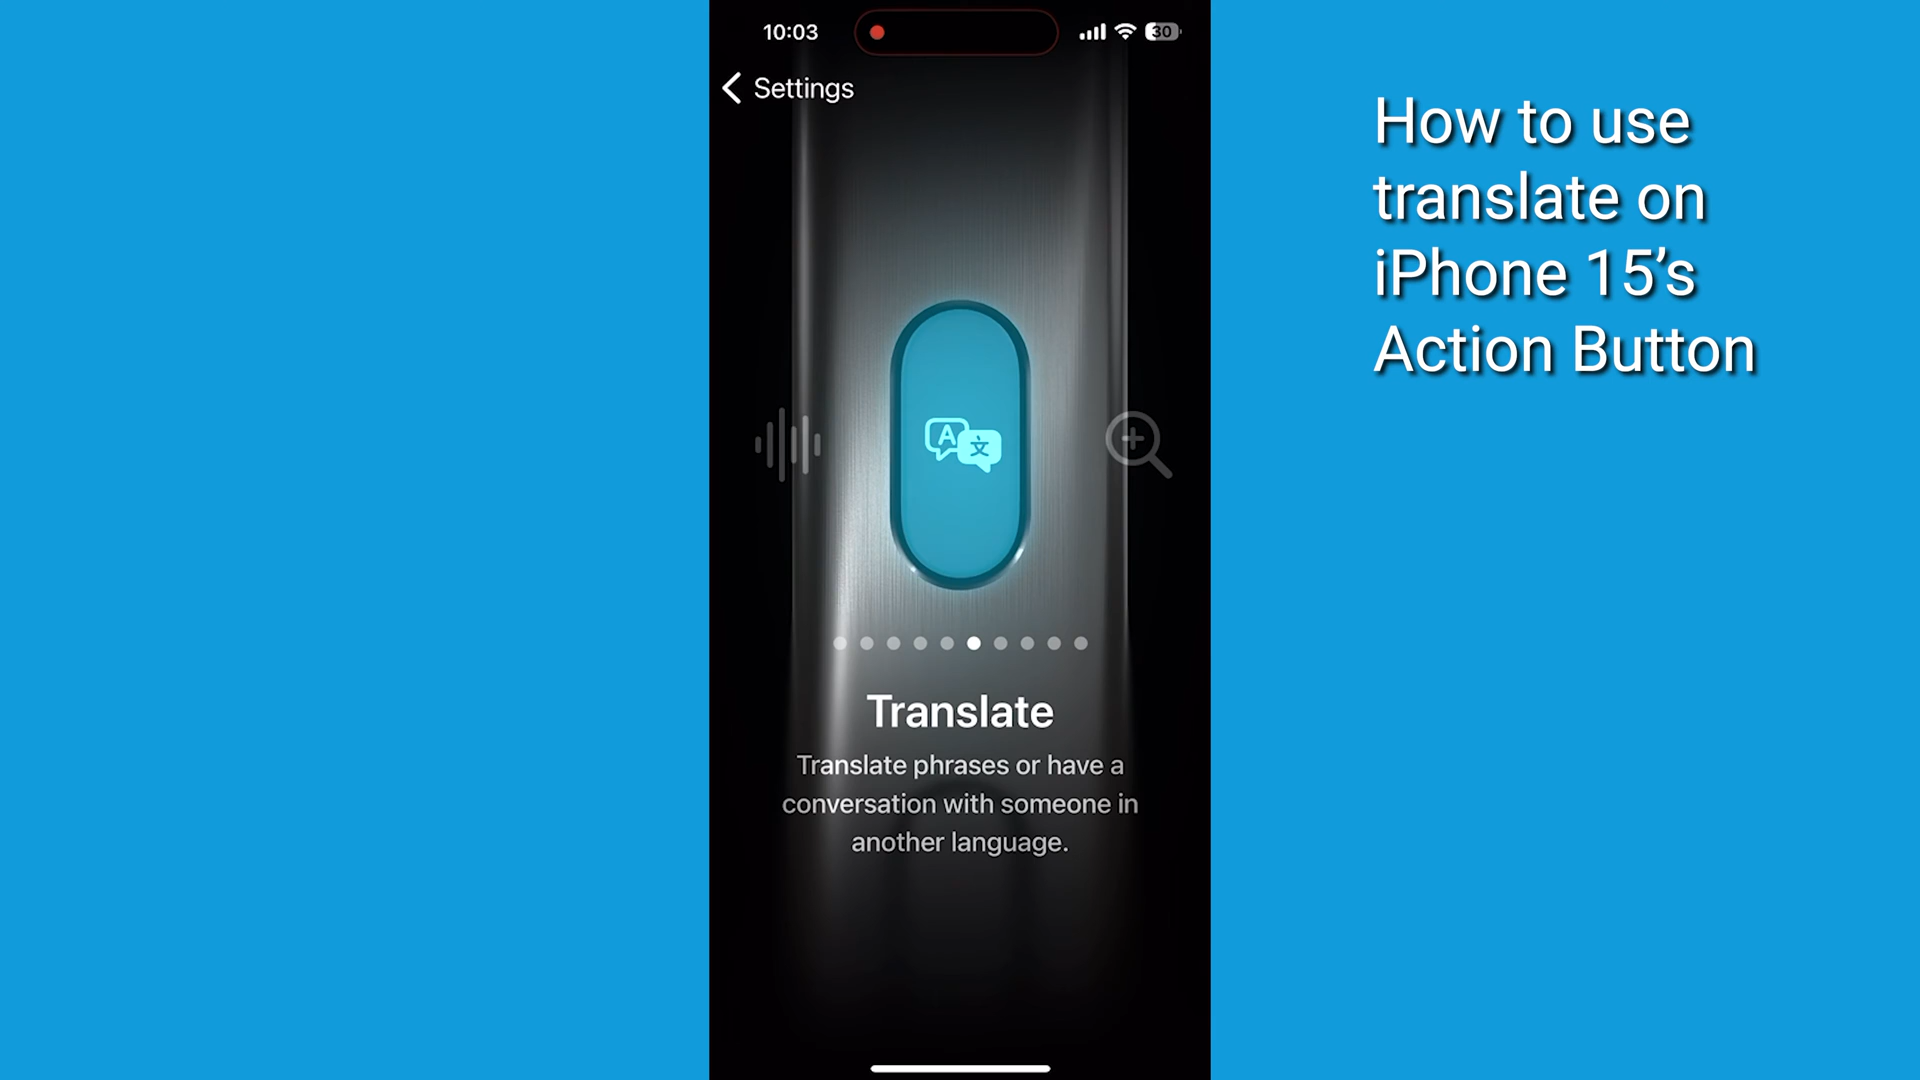 10:03
30
Settings
How to use
translate on
iPhone 15’s
Action Button
A
文
Translate
Translate phrases or have a
conversation with someone in
another language.